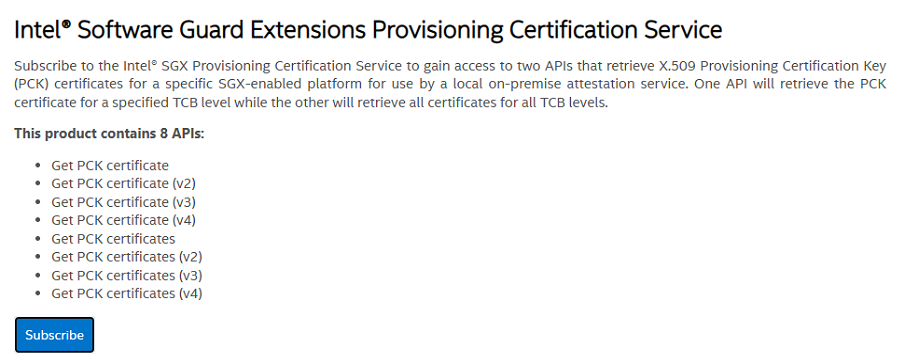 Intel® Software Guard Extensions Provisioning Certification Service
Subscribe to the Intel® SGX Provisioning Certification Service to gain access to two APIs that retrieve X.509 Provisioning Certification Key
(PCK) certificates for a specific SGX-enabled platform for use by a local on-premise attestation service. One API will retrieve the PCK
certificate for a specified TCB level while the other will retrieve all certificates for all TCB levels.
This product contains 8 APIs:
• Get PCK certificate
• Get PCK certificate (v2)
• Get PCK certificate (v3)
• Get PCK certificate (v4)
• Get PCK certificates
• Get PCK certificates (v2)
• Get PCK certificates (v3)
• Get PCK certificates (v4)
Subscribe